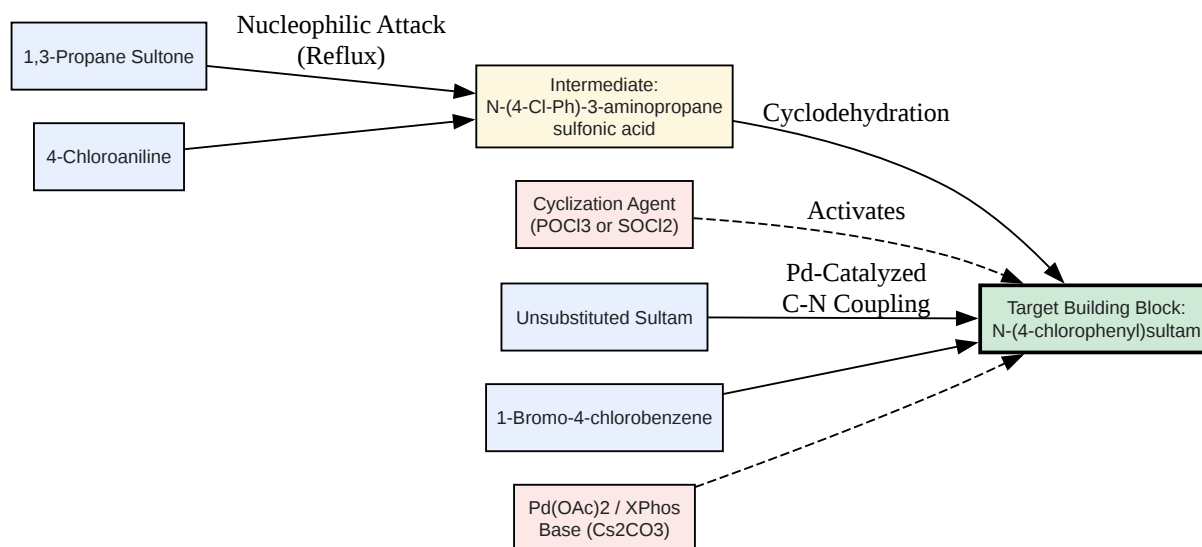 1,3-Propane Sultone
Nucleophilic Attack
(Reflux)
4-Chloroaniline
Intermediate:
N-(4-Cl-Ph)-3-aminopropane
sulfonic acid
Cyclodehydration
Cyclization Agent
(POCl3 or SOCl2)
Activates
Unsubstituted Sultam
Pd-Catalyzed
C-N Coupling
Target Building Block:
N-(4-chlorophenyl)sultam
1-Bromo-4-chlorobenzene
Pd(OAc)2 / XPhos
Base (Cs2CO3)